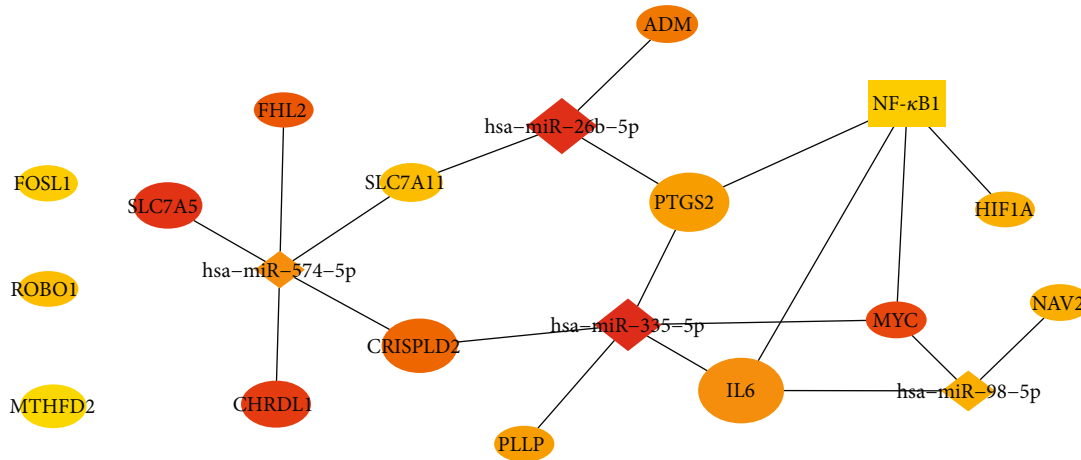 ADM
FHL2
NF-κB1
hsa−miR−26b−5p
FOSL1
SLC7A11
SLC7A5
PTGS2
HIF1A
hsa−miR−574−5p
ROBO1
NAV2
hsa−miR−335−5p
MYC
CRISPLD2
IL6
hsa−miR−98−5p
MTHFD2
CHRDL1
PLLP